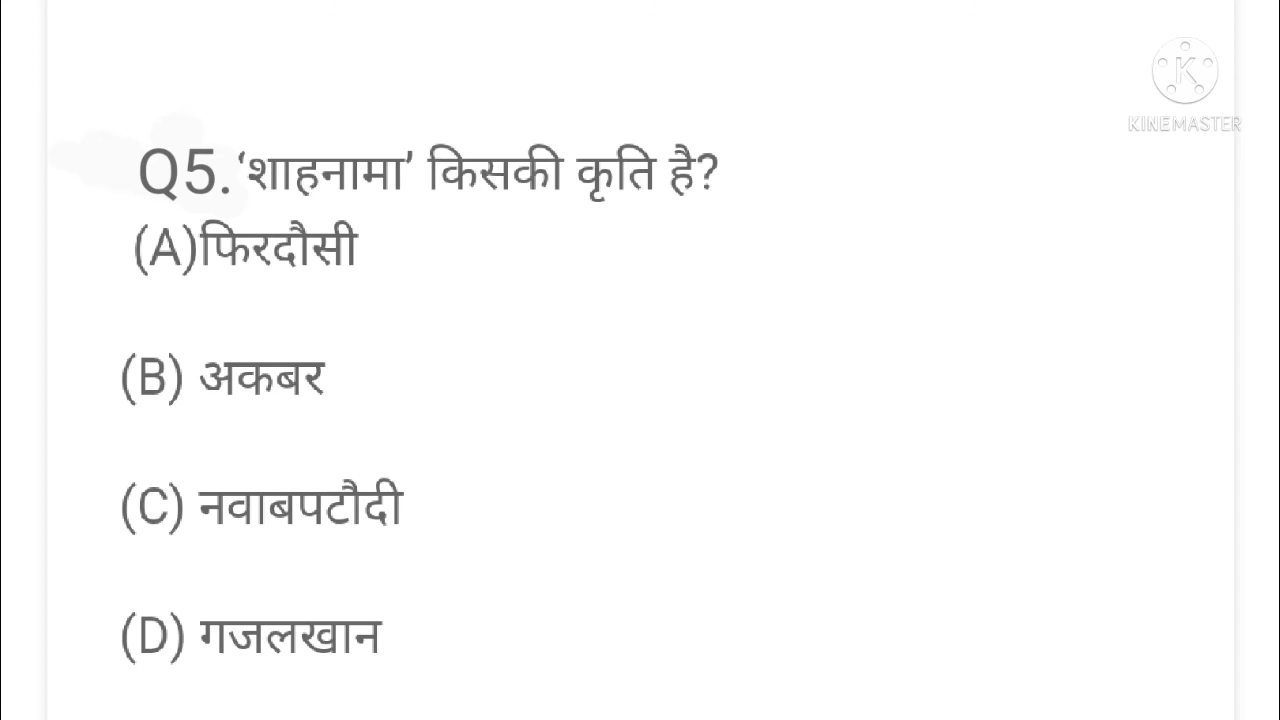 K
KINEMASTER
Q5.‘शाहनामा’ किसकी कृति है?
(A)फिरदौसी
(B) अकबर
(C) नवाबपटौदी
(D) गजलखान